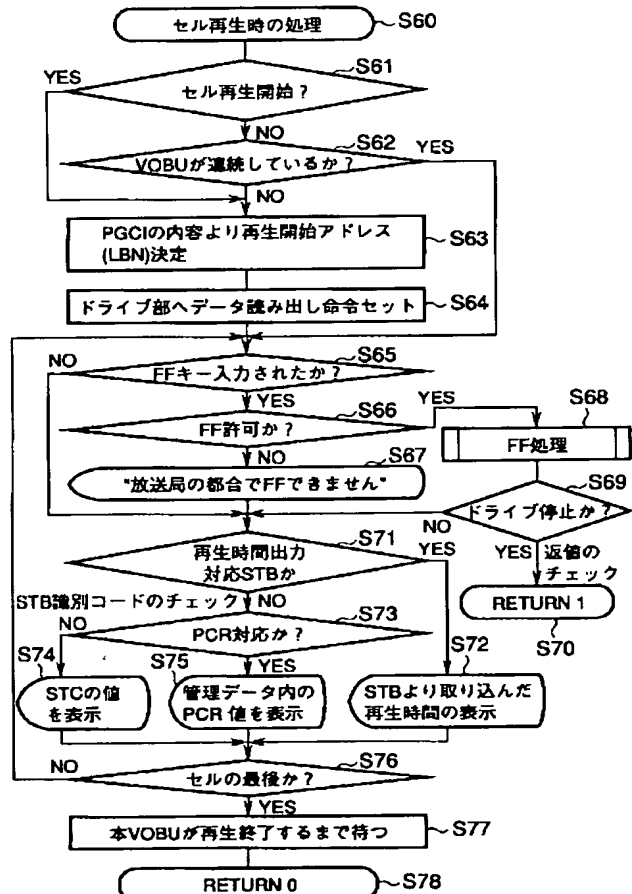 セル再生時の処理
S60
S61
YES
セル再生開始？
NO
S62
YES
VOBUが連続しているか？
NO
PGCIの内容より再生開始アドレス
(LBN)決定
S63
ドライブ部へデータ読み出し命令セット
S64
NO
S65
FFキー入力されたか？
YES
S66
YES
FF許可か？
S68
FF処理
S67
"放送局の都合でFFできません"
S69
ドライブ停止か？
NO
YES 返値の
チェック
RETURN 1
S70
S71
再生時間出力
対応STBか
YES
STB識別コードのチェック
NO
S73
NO
PCR対応か？
S74
S75
YES
S72
STCの値
を表示
管理データ内の
PCR 値を表示
STBより取り込んだ
再生時間の表示
NO
S76
セルの最後か？
YES
本VOBUが再生終了するまで待つ
S77
RETURN 0
S78